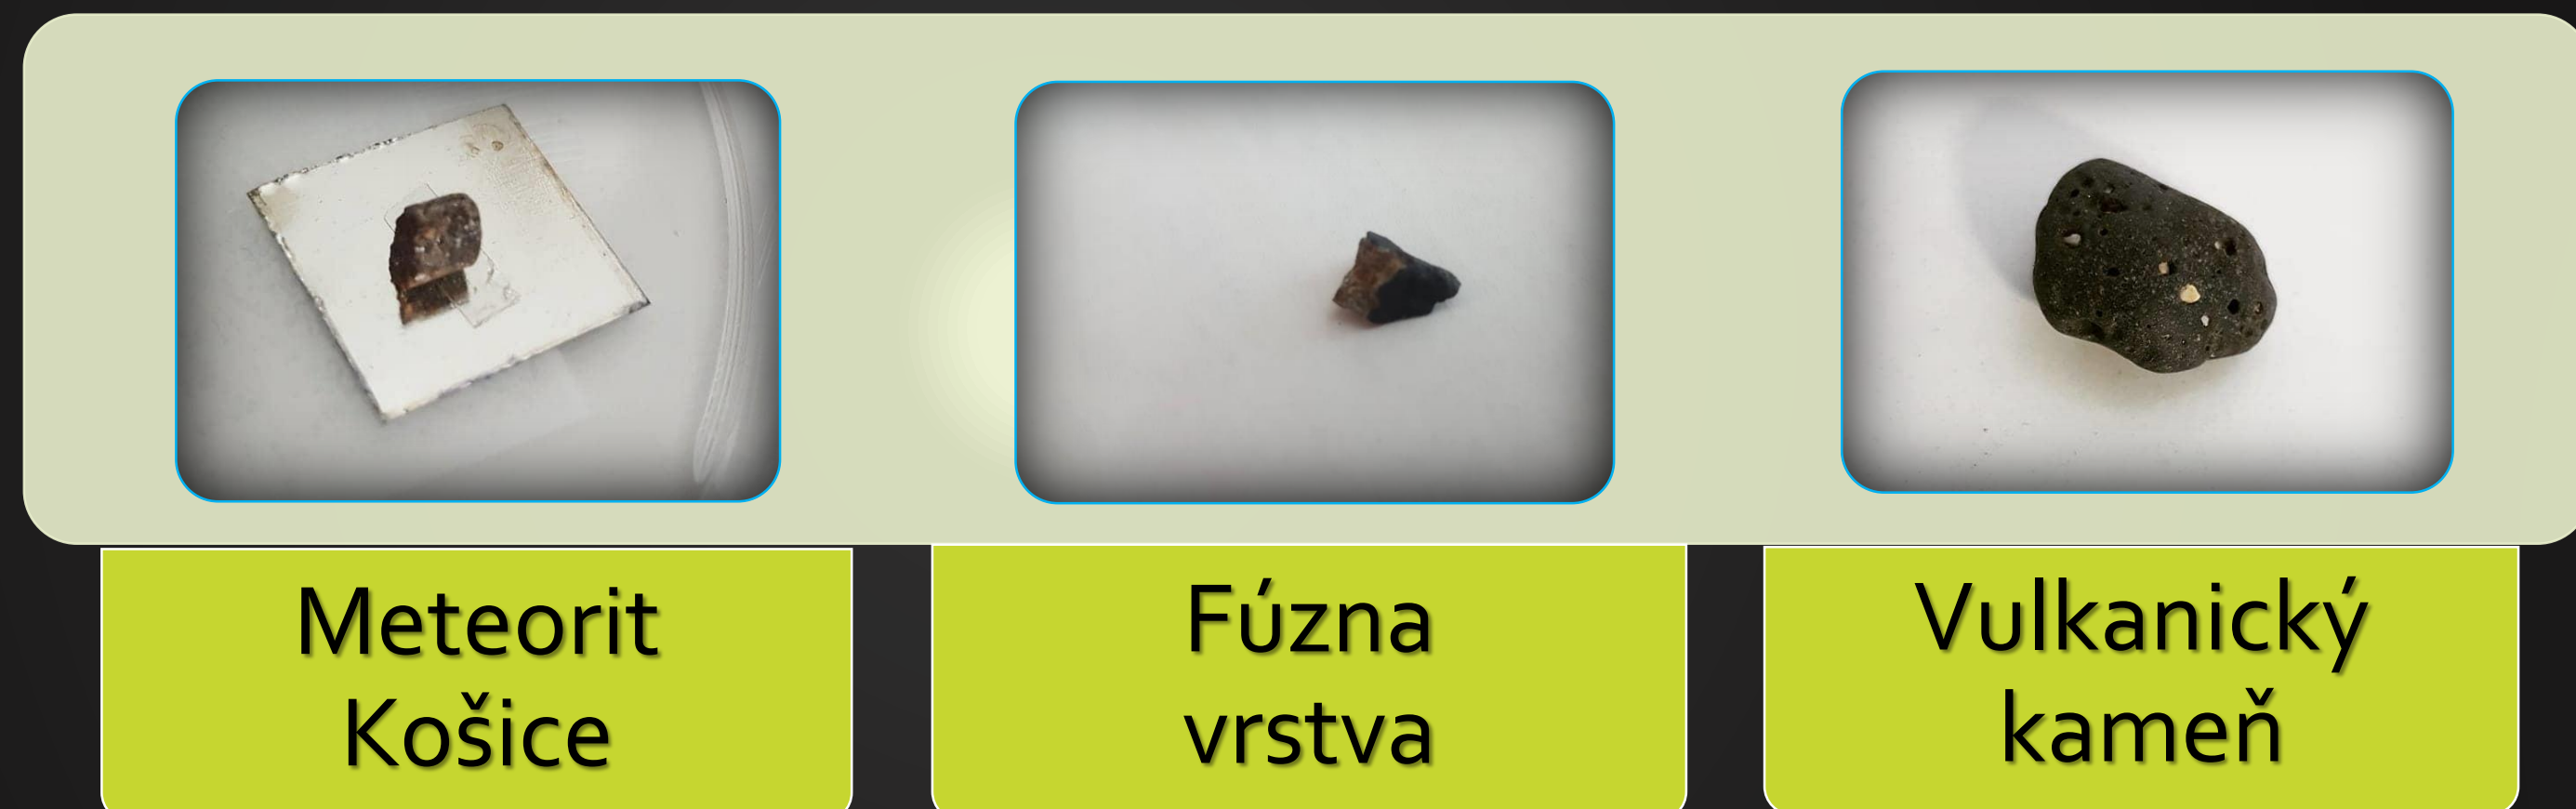 Meteorit
Košice
Fúzna
vrstva
Vulkanický
kameň